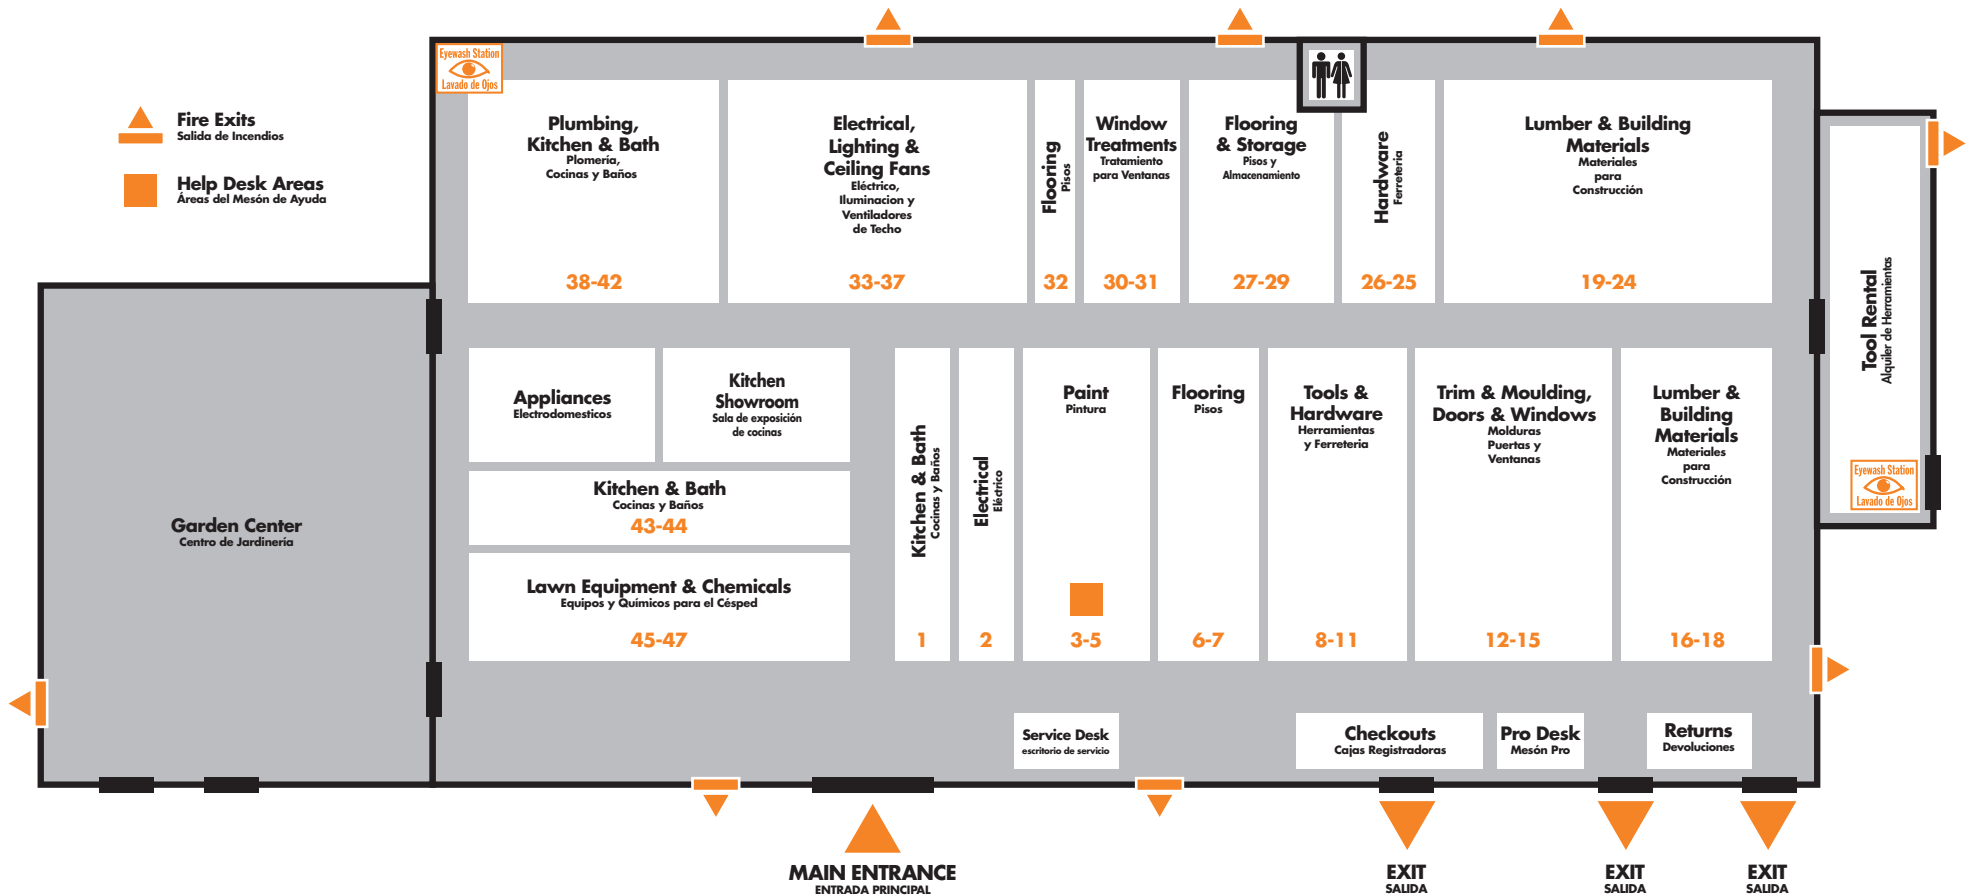 Eyewash Station
Lavado de Ojos
Fire Exits
Salida de Incendios
Help Desk Areas
Áreas del Mesón de Ayuda
Plumbing,
Kitchen & Bath
Plomería,
Cocinas y Baños
38-42
Electrical,
Lighting &
Ceiling Fans
Eléctrico,
Iluminacion y
Ventiladores
de Techo
33-37
Flooring
Pisos
32
Window
Treatments
Tratamiento
para Ventanas
30-31
Flooring
& Storage
Pisos y
Almacenamiento
27-29
Hardware
Ferretería
26-25
Lumber & Building
Materials
Materiales
para
Construcción
19-24
Tool Rental
Alquiler de Herramientas
Eyewash Station
Lavado de Ojos
Garden Center
Centro de Jardinería
Appliances
Electrodomesticos
Kitchen
Showroom
Sala de exposición
de cocinas
Kitchen & Bath
Cocinas y Baños
43-44
Lawn Equipment & Chemicals
Equipos y Químicos para el Césped
45-47
Kitchen & Bath
Cocinas y Baños
1
Electrical
Eléctrico
2
Paint
Pintura
3-5
Flooring
Pisos
6-7
Tools &
Hardware
Herramientas
y Ferreteria
8-11
Trim & Moulding,
Doors & Windows
Molduras
Puertas y
Ventanas
12-15
Lumber &
Building
Materials
Materiales
para
Construcción
16-18
Service Desk
escritorio de servicio
Checkouts
Cajas Registradoras
Pro Desk
Mesón Pro
Returns
Devoluciones
MAIN ENTRANCE
ENTRADA PRINCIPAL
EXIT
SALIDA
EXIT
SALIDA
EXIT
SALIDA